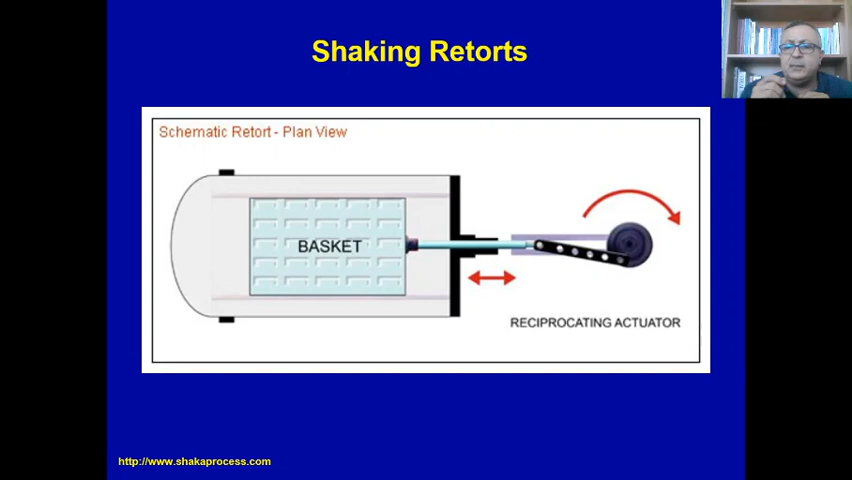 Shaking Retorts
Schematic Retort - Plan View
BASKET
RECIPROCATING ACTUATOR
http://www.shakaprocess.com